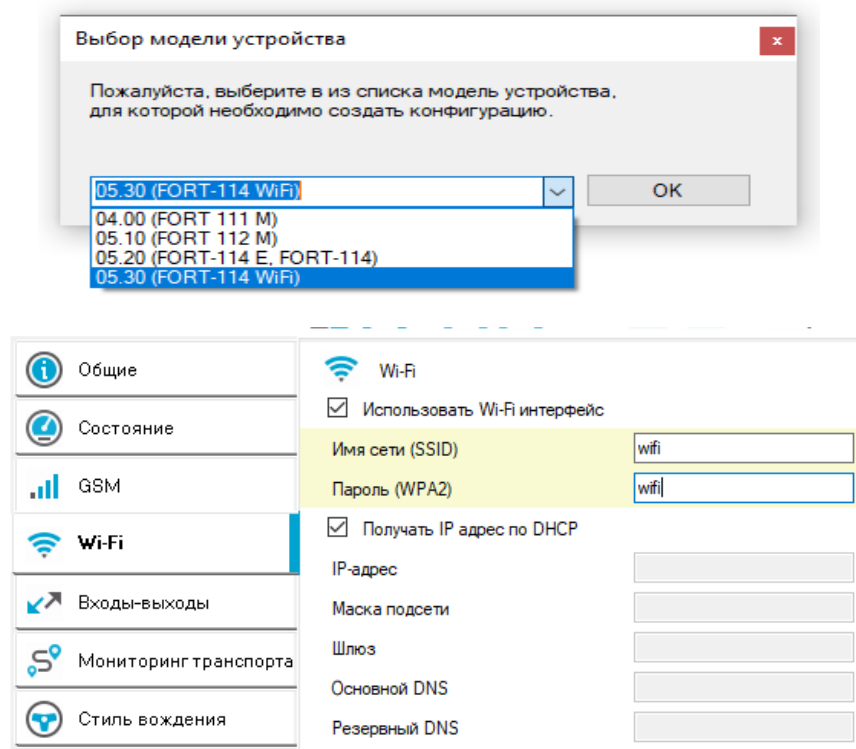 Выбор модели устройства
Пожалуйста, выберите в из списка модель устройства,
для которой необходимо создать конфигурацию.
05.30 (FORT-114 WiFi)
OK
04.00 (FORT 111 M)
05.10 (FORT 112 M)
05.20 (FORT-114 E, FORT-114)
05.30 (FORT-114 WiFi)
Общие
Состояние
GSM
Wi-Fi
Входы-выходы
Мониторинг транспорта
Стиль вождения
Wi-Fi
Использовать Wi-Fi интерфейс
Имя сети (SSID) wifi
Пароль (WPA2) wifi
Получать IP адрес по DHCP
IP-адрес
Маска подсети
Шлюз
Основной DNS
Резервный DNS